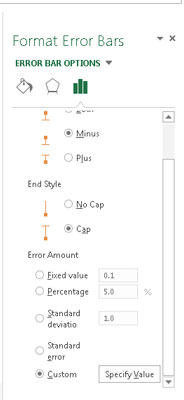 Format Error Bars
ERROR BAR OPTIONS
Minus
Plus
End Style
No Cap
Cap
Error Amount
Fixed value 0.1
Percentage 5.0 %
Standard
deviatio 1.0
Standard
error
Custom Specify Value